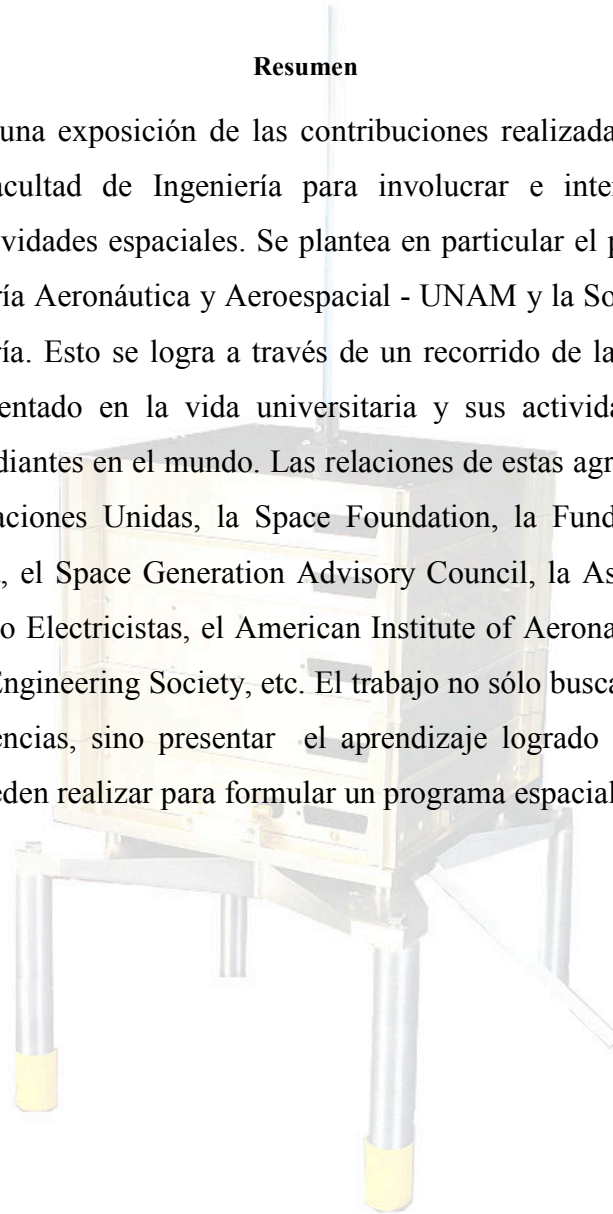 Resumen
una exposición de las contribuciones realizada
acultad de Ingeniería para involucrar e inte
vidades espaciales. Se plantea en particular el p
ría Aeronáutica y Aeroespacial - UNAM y la So
ría. Esto se logra a través de un recorrido de la
entado en la vida universitaria y sus activida
diantes en el mundo. Las relaciones de estas agr
aciones Unidas, la Space Foundation, la Fund
, el Space Generation Advisory Council, la As
o Electricistas, el American Institute of Aerona
Engineering Society, etc. El trabajo no sólo busca
encias, sino presentar el aprendizaje logrado
eden realizar para formular un programa espacial